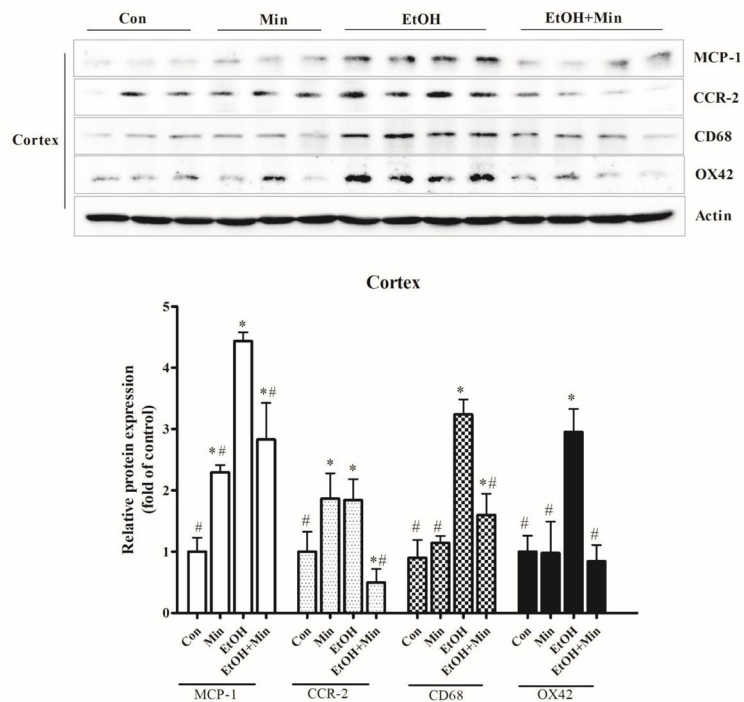 Con Min EtOH EtOH+Min
MCP-1
CCR-2
Cortex CD68
OX42
Actin
Cortex
Relative protein expression
(fold of control)
5
4
3
2
1
0
# *# * *#
# * * *#
# # * *#
# # * #
Con Min EtOH EtOH+Min Con Min EtOH EtOH+Min Con Min EtOH EtOH+Min Con Min EtOH EtOH+Min
MCP-1 CCR-2 CD68 OX42